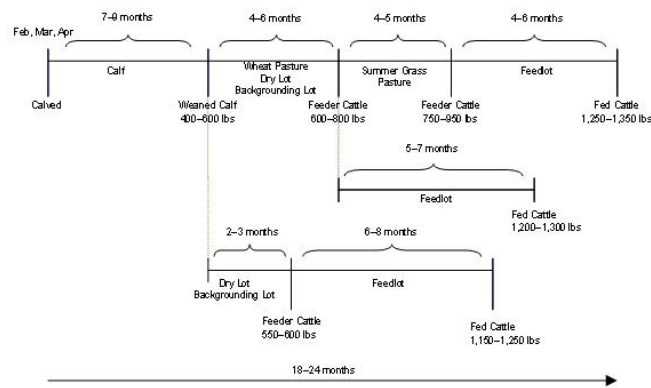 7–9 months
4–6 months
4–5 months
4–6 months
Feb, Mar, Apr
Calf
Wheat Pasture
Dry Lot
Backgrounding Lot
Summer Grass
Pasture
Feedlot
Calved
Weaned Calf
400–600 lbs
Feeder Cattle
600–800 lbs
Feeder Cattle
750–950 lbs
Fed Cattle
1,250–1,350 lbs
5–7 months
Feedlot
Fed Cattle
1,200–1,300 lbs
2–3 months
6–8 months
Dry Lot
Backgrounding Lot
Feedlot
Feeder Cattle
550–600 lbs
Fed Cattle
1,150–1,250 lbs
18–24 months